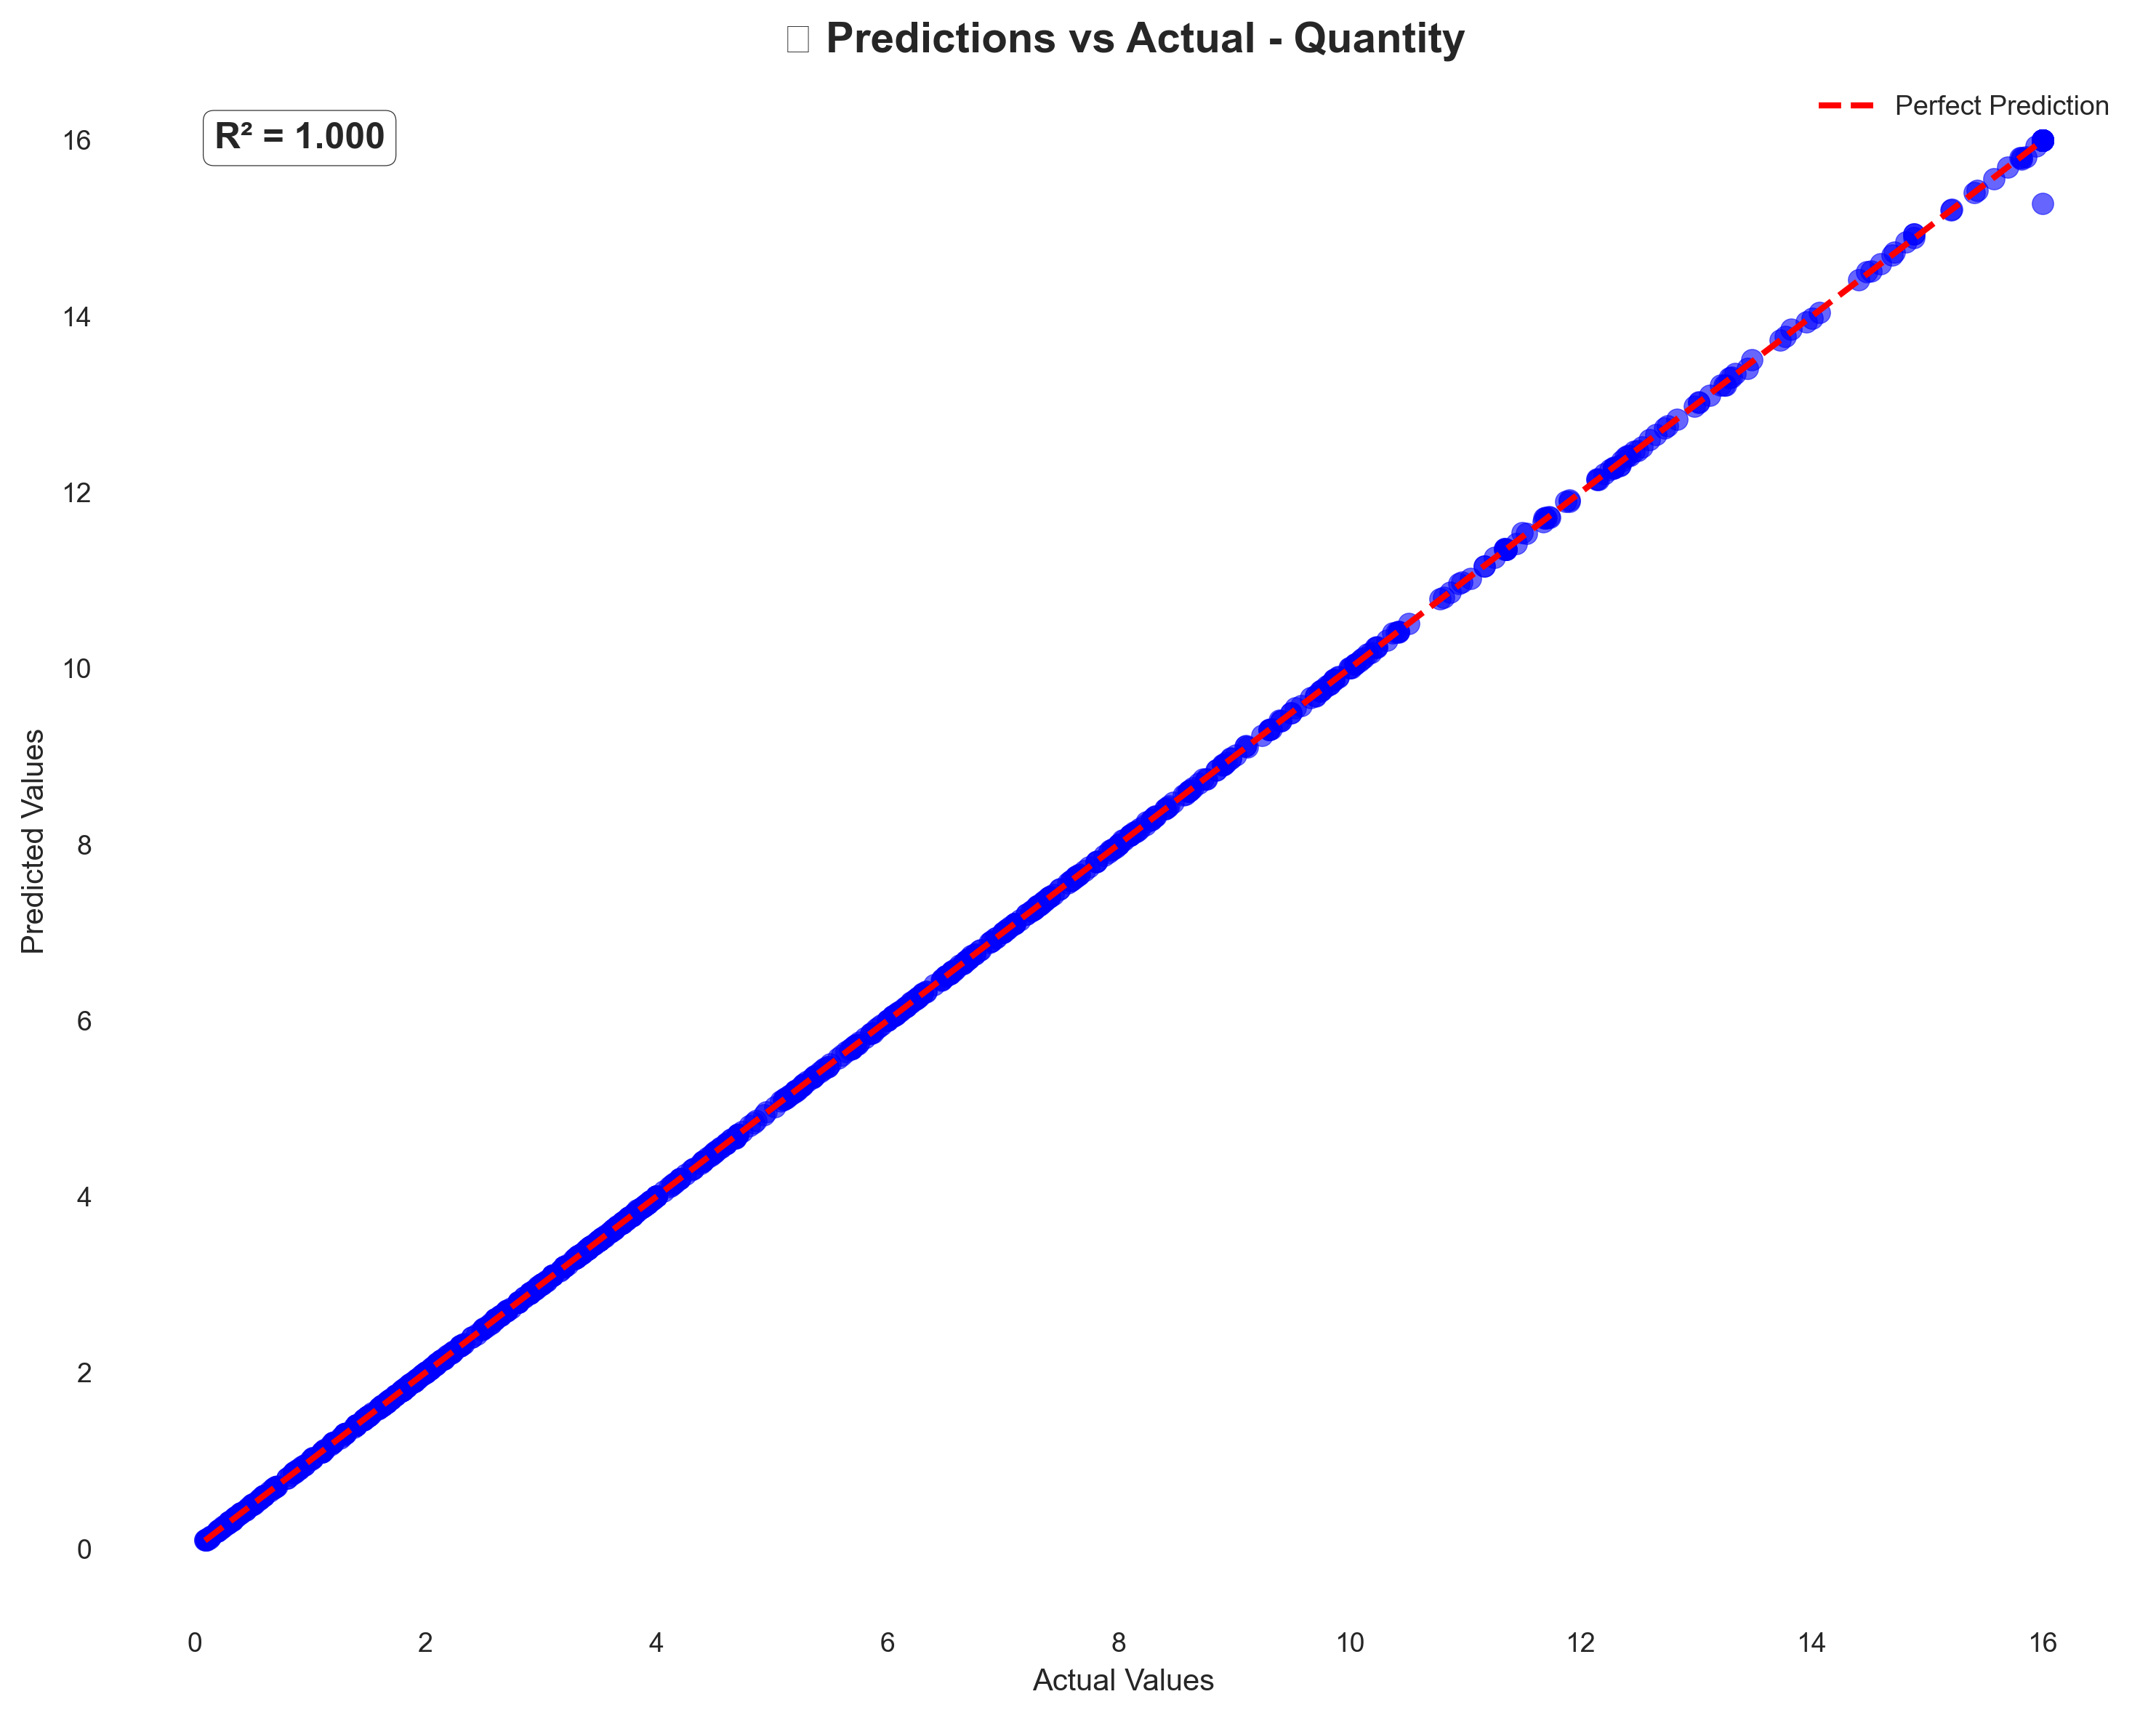 □ Predictions vs Actual - Quantity
R² = 1.000
Perfect Prediction
16
14
12
10
8
6
4
2
0
Predicted Values
0 2 4 6 8 10 12 14 16
Actual Values